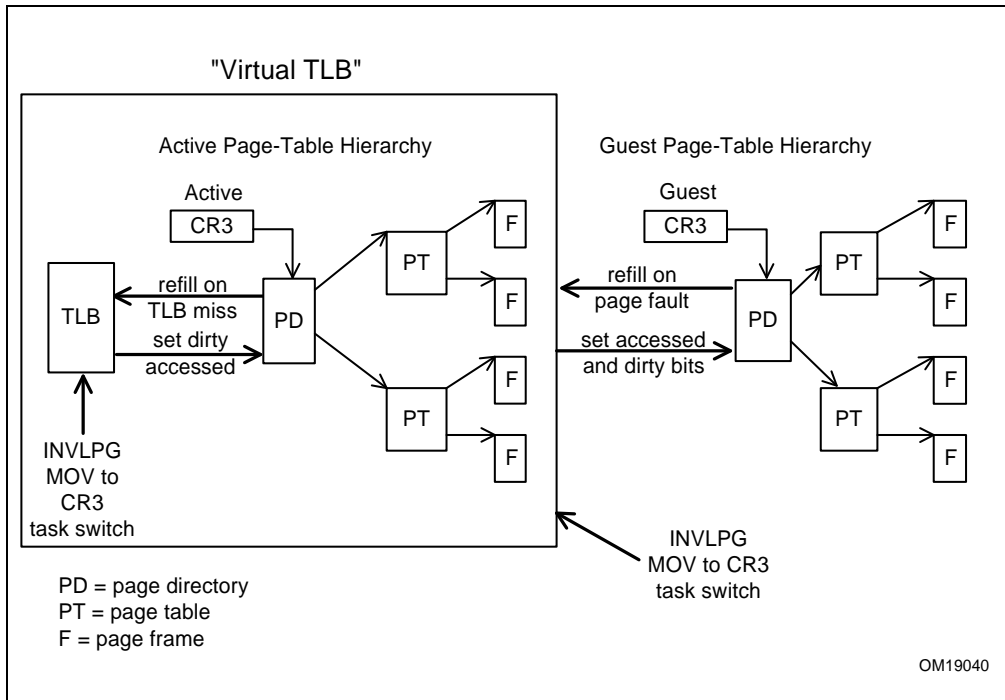 "Virtual TLB"
Active Page-Table Hierarchy
Guest Page-Table Hierarchy
Active
CR3
Guest
CR3
F
F
PT
PT
F
F
TLB
refill on
TLB miss
PD
refill on
page fault
PD
set dirty
accessed
set accessed
and dirty bits
F
F
PT
PT
F
F
INVLPG
MOV to
CR3
task switch
INVLPG
MOV to CR3
task switch
PD = page directory
PT = page table
F = page frame
OM19040